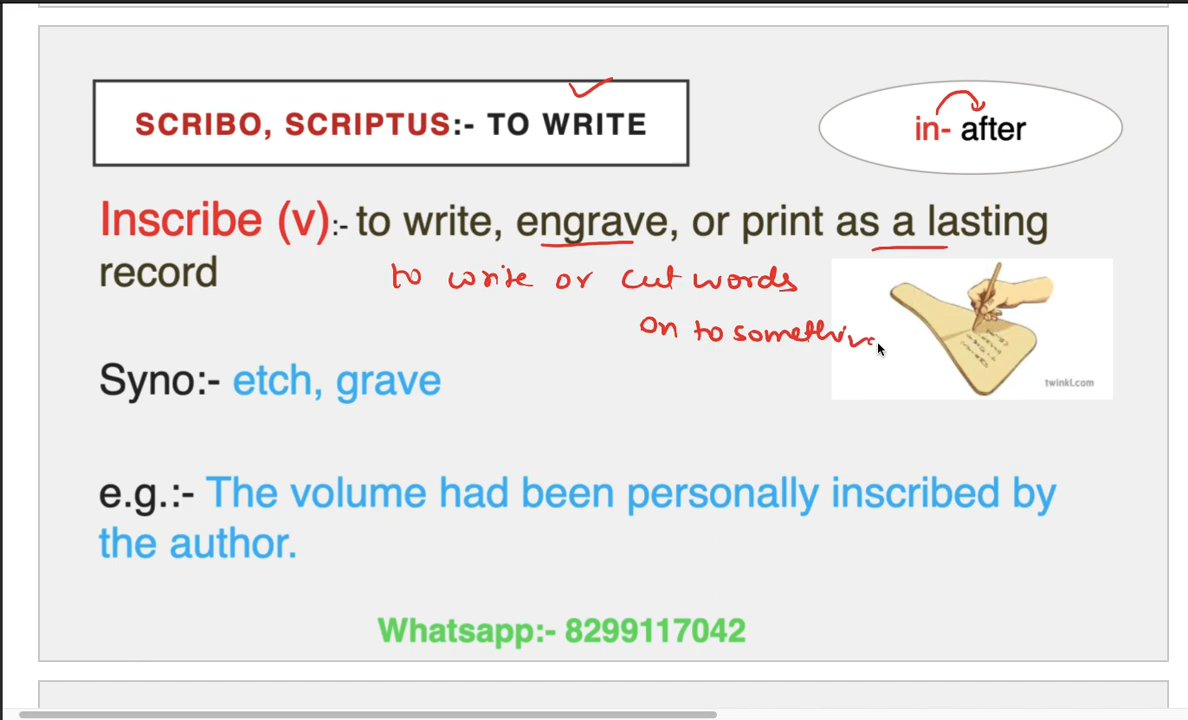 SCRIBO, SCRIPTUS:- TO WRITE
in- after
Inscribe (v):- to write, engrave, or print as a lasting
record
to write or cut words
on to somethin
twinkl.com
Syno:- etch, grave
e.g.:- The volume had been personally inscribed by
the author.
Whatsapp:- 8299117042